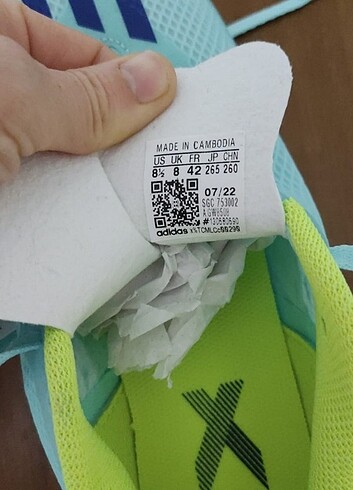 MADE IN CAMBODIA
US UK FR JP CHN
8½ 8 42 265 260
07/22
SGC 753002
adidas
X